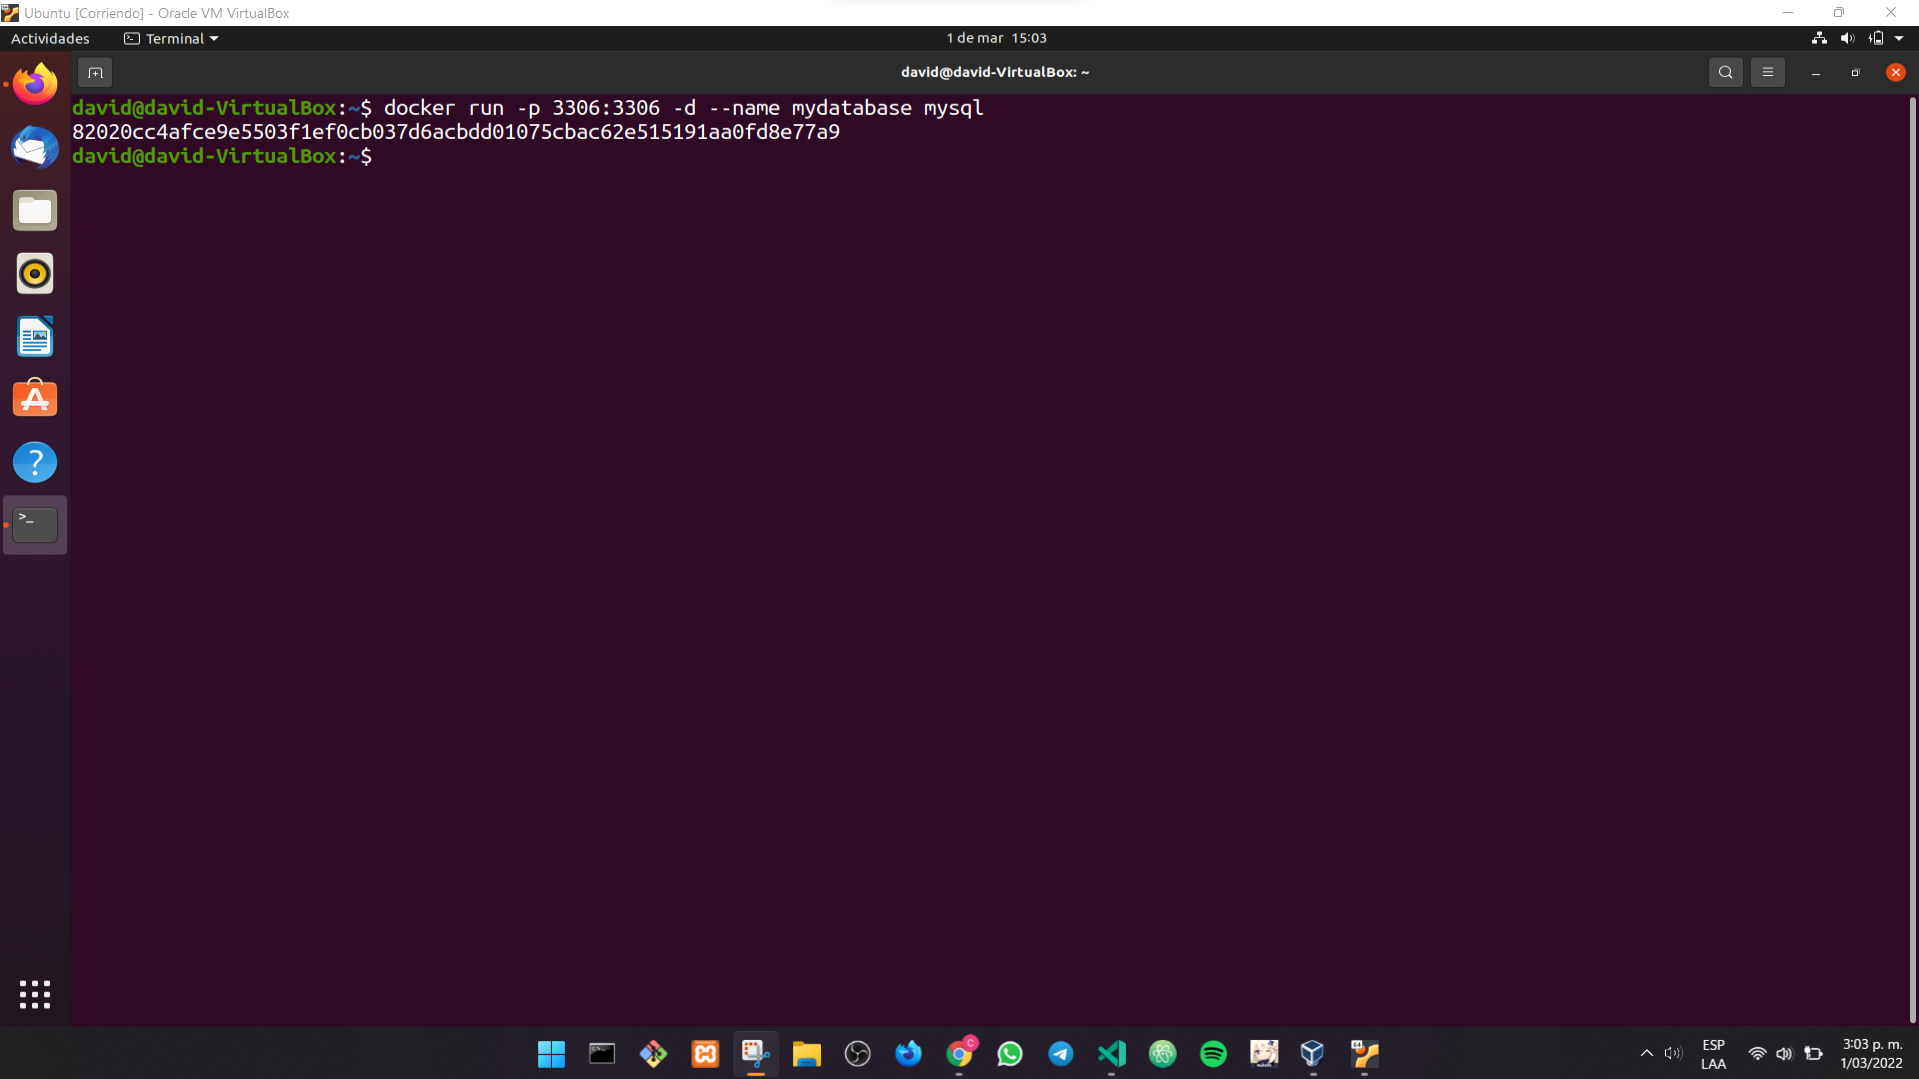 Ubuntu [Corriendo] - Oracle VM VirtualBox
Actividades
Terminal
1 de mar 15:03
david@david-VirtualBox: ~
david@david-VirtualBox:~$ docker run -p 3306:3306 -d --name mydatabase mysql
82020cc4afce9e5503f1ef0cb037d6acbdd01075cbac62e515191aa0fd8e77a9
david@david-VirtualBox:~$
?
>_
C
64
ESP
LAA
3:03 p. m.
1/03/2022